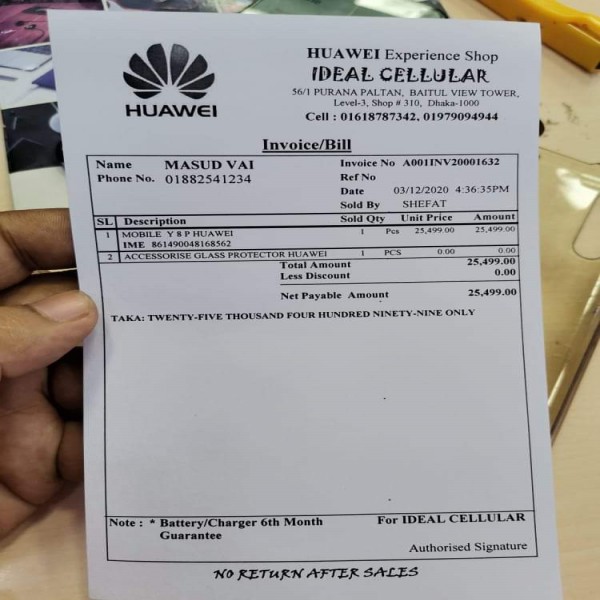 HUAWEI
HUAWEI Experience Shop
IDEAL CELLULAR
56/1 PURANA PALTAN, BAITUL VIEW TOWER,
Level-3, Shop # 310, Dhaka-1000
Cell : 01618787342, 01979094944
Invoice/Bill
Name MASUD VAI Invoice No A001INV20001632
Phone No. 01882541234 Ref No
Date 03/12/2020 4:36:35PM
Sold By SHEFAT
SL Description Sold Qty Unit Price Amount
1 MOBILE Y 8 P HUAWEI 1 Pcs 25,499.00 25,499.00
IME 861490048168562
2 ACCESSORISE GLASS PROTECTOR HUAWEI 1 PCS 0.00 0.00
Total Amount 25,499.00
Less Discount 0.00
Net Payable Amount 25,499.00
TAKA: TWENTY-FIVE THOUSAND FOUR HUNDRED NINETY-NINE ONLY
Note : * Battery/Charger 6th Month For IDEAL CELLULAR
Guarantee
Authorised Signature
NO RETURN AFTER SALES